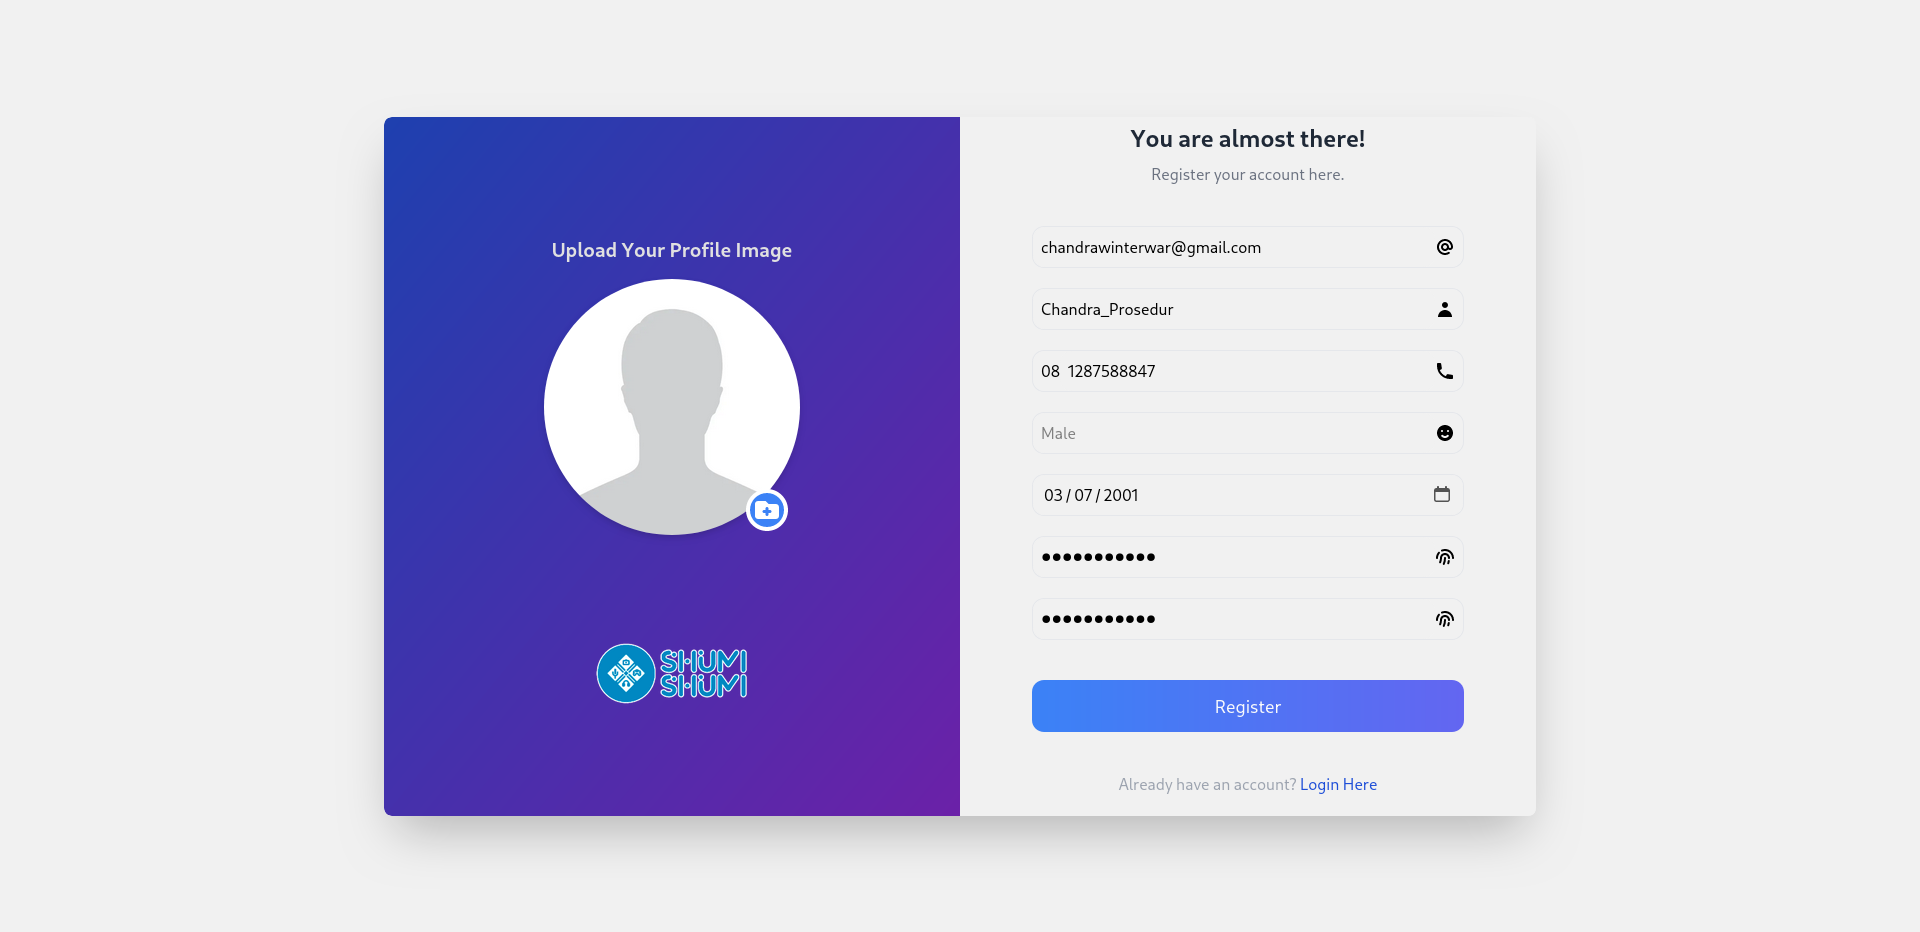 Upload Your Profile Image
SHUMI
SHUMI
You are almost there!
Register your account here.
chandrawinterwar@gmail.com
Chandra_Prosedur
08 1287588847
Male
03/07/2001
•••••••••••
•••••••••••
Register
Already have an account? Login Here